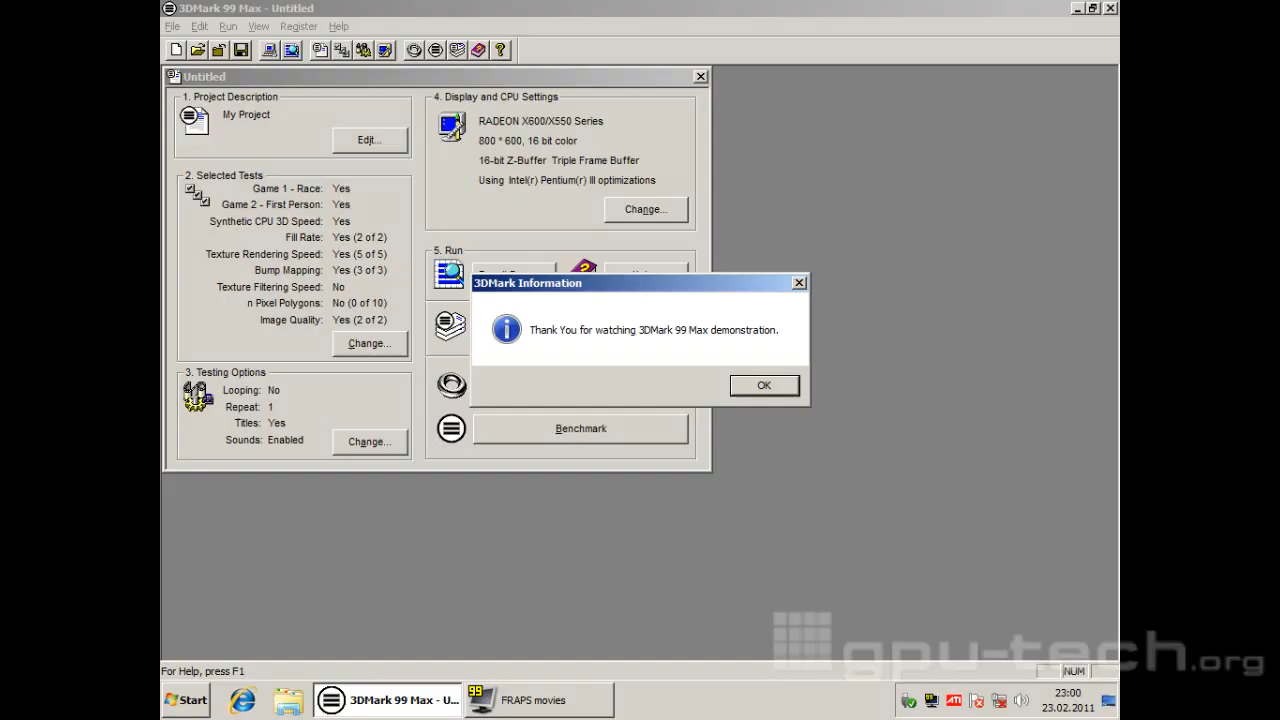 3DMark 99 Max - Untitled
File Edit Run View Register Help
Untitled
1. Project Description
My Project
Edit...
2. Selected Tests
Game 1 - Race: Yes
Game 2 - First Person: Yes
Synthetic CPU 3D Speed: Yes
Fill Rate: Yes (2 of 2)
Texture Rendering Speed: Yes (5 of 5)
Bump Mapping: Yes (3 of 3)
Texture Filtering Speed: No
n Pixel Polygons: No (0 of 10)
Image Quality: Yes (2 of 2)
Change...
3. Testing Options
Looping: No
Repeat: 1
Titles: Yes
Sounds: Enabled
Change...
4. Display and CPU Settings
RADEON X600/X550 Series
800 * 600, 16 bit color
16-bit Z-Buffer Triple Frame Buffer
Using Intel(r) Pentium(r) III optimizations
Change...
5. Run
3DMark Information
Thank You for watching 3DMark 99 Max demonstration.
OK
Benchmark
gpu-tech.org
For Help, press F1
NUM
Start
3DMark 99 Max - U...
99
FRAPS movies
ATI
23:00
23.02.2011